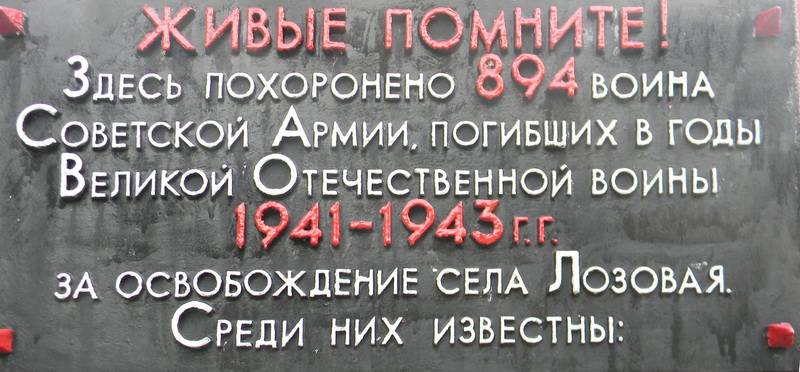 ЖИВЫЕ ПОМНИТЕ!
ЗДЕСЬ ПОХОРОНЕНО 894 ВОИНА
СОВЕТСКОЙ АРМИИ, ПОГИБШИХ В ГОДЫ
ВЕЛИКОЙ ОТЕЧЕСТВЕННОЙ ВОИНЫ
1941-1943 Г.Г.
ЗА ОСВОБОЖДЕНИЕ СЕЛА ЛОЗОВАЯ.
СРЕДИ НИХ ИЗВЕСТНЫ: